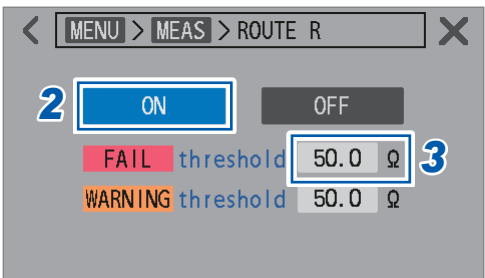 MENU > MEAS > ROUTE R
2 ON OFF
FAIL threshold 50.0 Ω 3
WARNING threshold 50.0 Ω